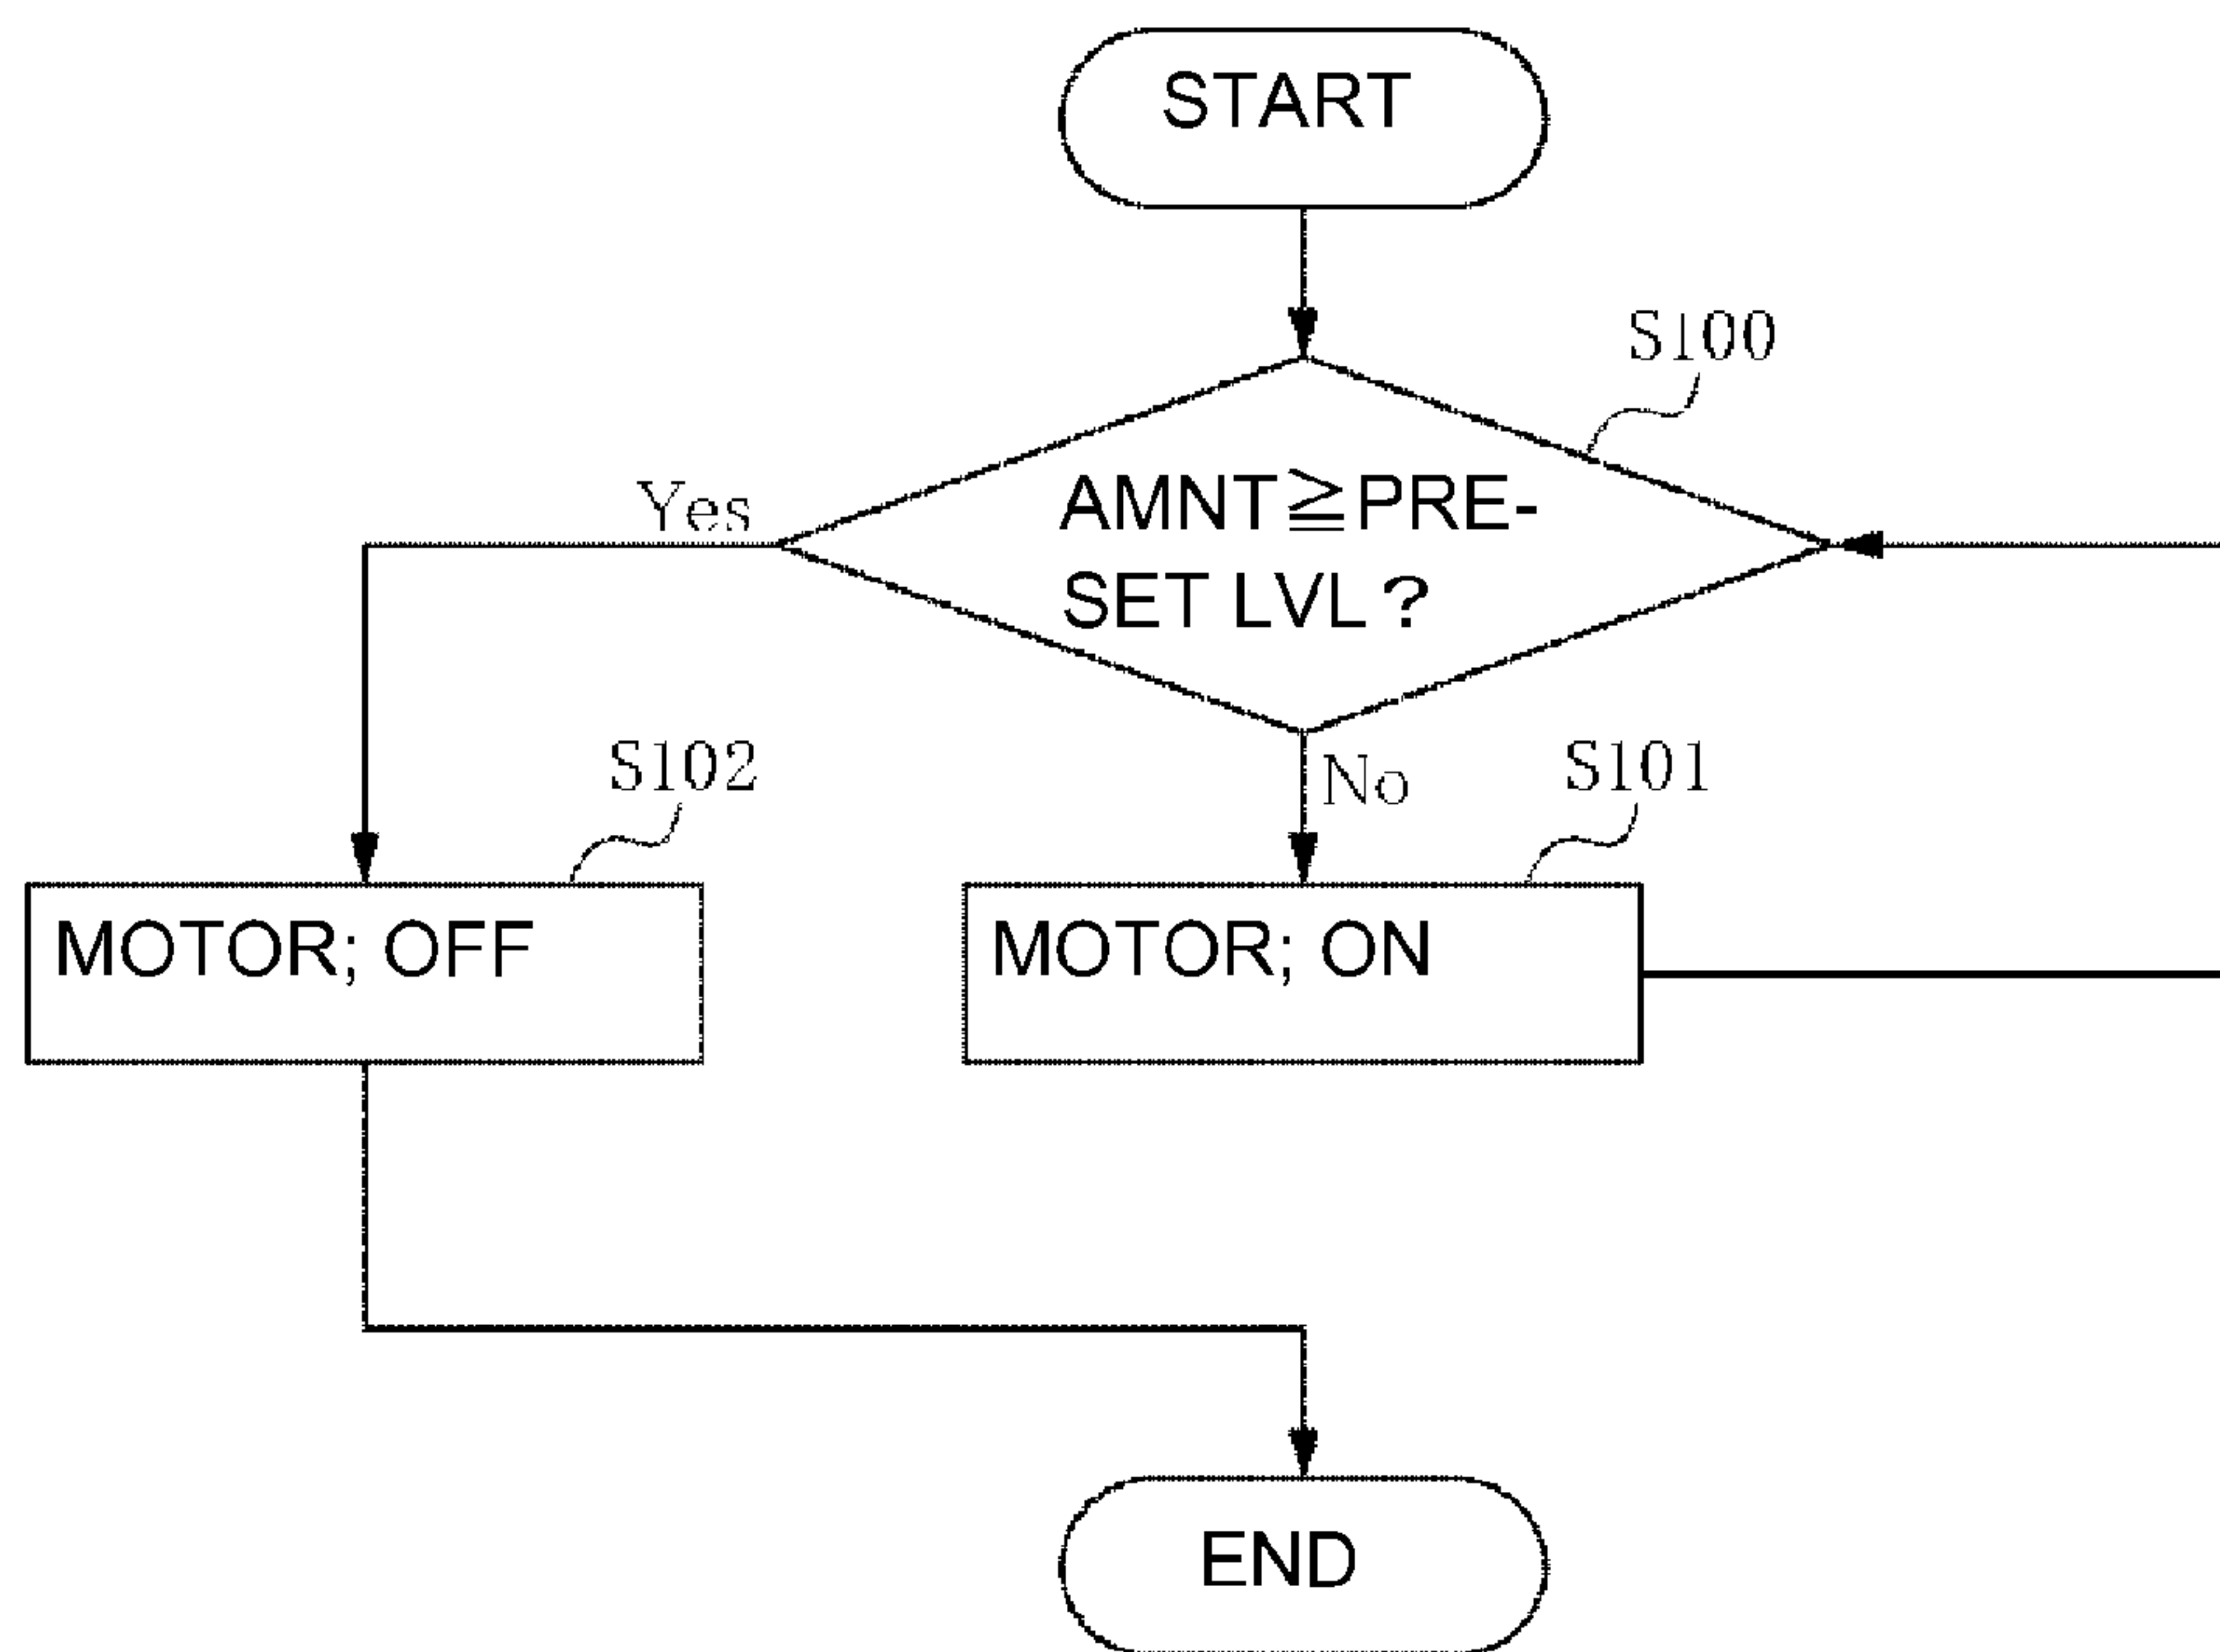 START
S100
Yes
AMNT≧PRE-
SET LVL ?
S102
No
S101
MOTOR; OFF
MOTOR; ON
END